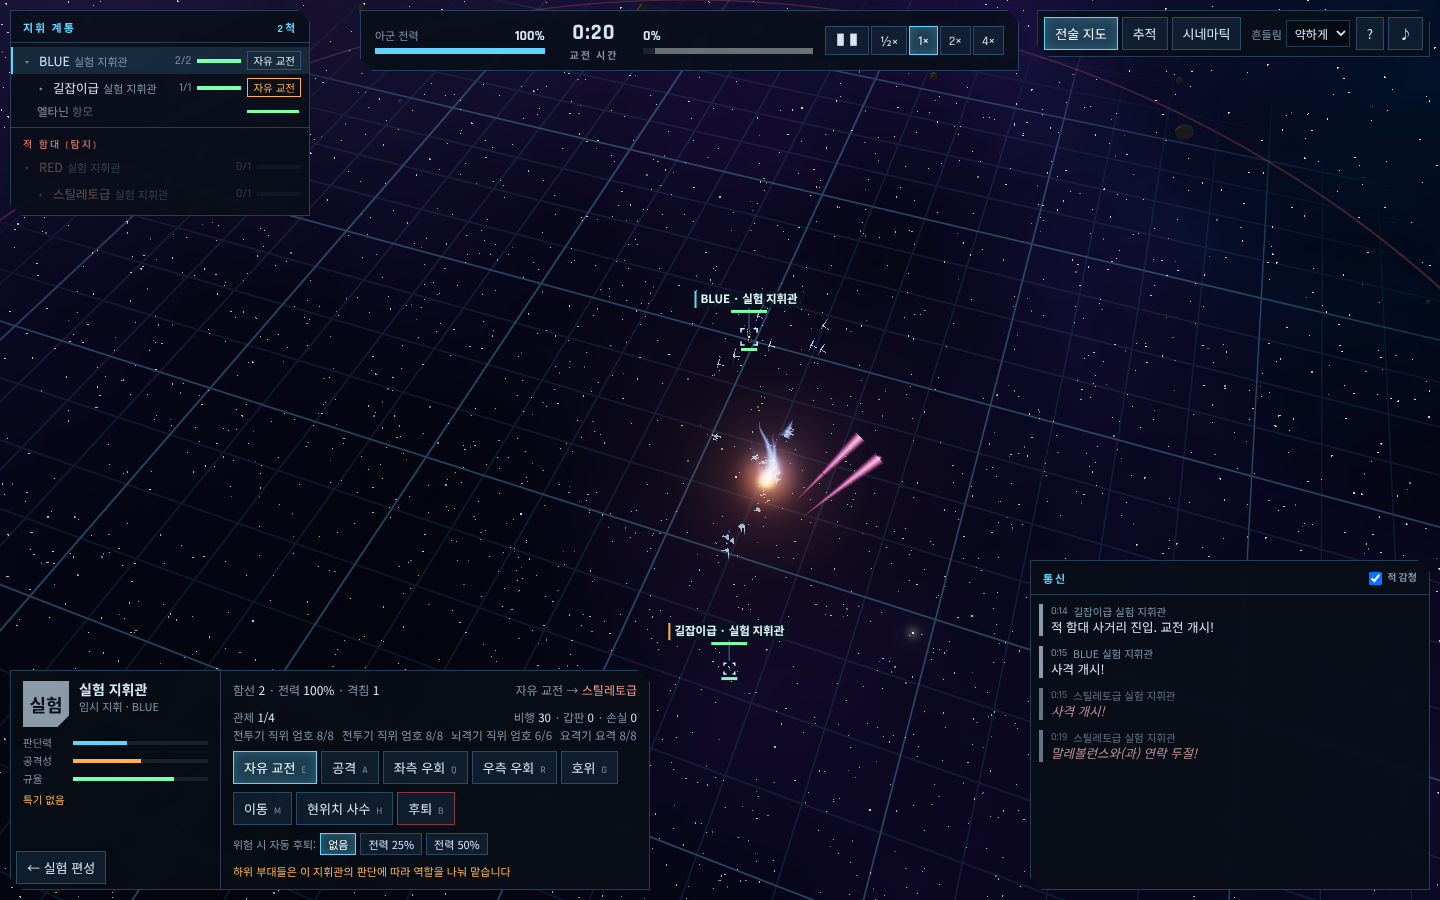 지휘 계통 2척
BLUE 실험 지휘관 2/2 자유 교전
길잡이급 실험 지휘관 1/1 자유 교전
엘타닌 항모
적 함대 (탐지)
RED 실험 지휘관 0/1
스틸레토급 실험 지휘관 0/1
아군 전력 100%
0:20
교전 시간
0%
½× 1× 2× 4×
전술 지도 추적 시네마틱 흔들림 약하게 ? ♪
BLUE · 실험 지휘관
길잡이급 · 실험 지휘관
통신 적 감청
0:14 길잡이급 실험 지휘관
적 함대 사거리 진입. 교전 개시!
0:15 BLUE 실험 지휘관
사격 개시!
0:15 스틸레토급 실험 지휘관
사격 개시!
0:19 스틸레토급 실험 지휘관
말레볼런스와(과) 연락 두절!
실험
실험 지휘관
임시 지휘 · BLUE
판단력
공격성
규율
특기 없음
← 실험 편성
함선 2 · 전력 100% · 격침 1 자유 교전 → 스틸레토급
관제 1/4 비행 30 · 갑판 0 · 손실 0
전투기 직위 엄호 8/8 전투기 직위 엄호 8/8 뇌격기 직위 엄호 6/6 요격기 요격 8/8
자유 교전 E 공격 A 좌측 우회 Q 우측 우회 R 호위 G
이동 M 현위치 사수 H 후퇴 B
위험 시 자동 후퇴: 없음 전력 25% 전력 50%
하위 부대들은 이 지휘관의 판단에 따라 역할을 나눠 맡습니다